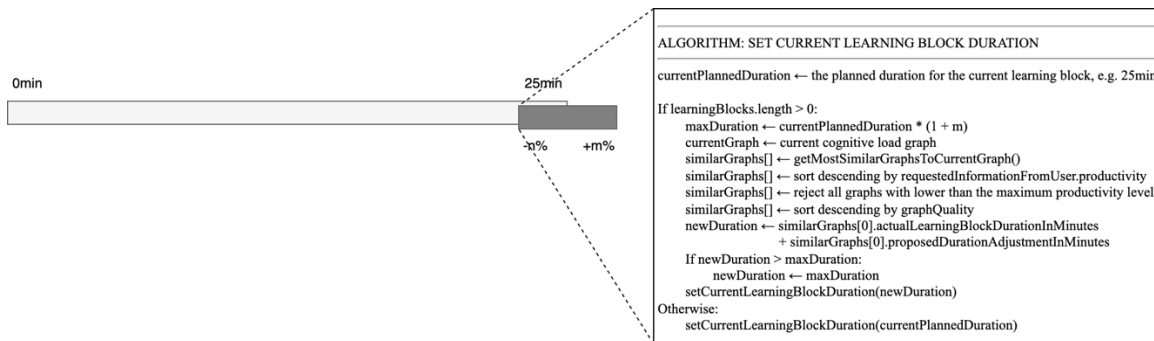 0min
25min
-m%
+m%
ALGORITHM: SET CURRENT LEARNING BLOCK DURATION
currentPlannedDuration ← the planned duration for the current learning block, e.g. 25min
If learningBlocks.length > 0:
maxDuration ← currentPlannedDuration * (1 + m)
currentGraph ← current cognitive load graph
similarGraphs[] ← getMostSimilarGraphsToCurrentGraph()
similarGraphs[] ← sort descending by requestedInformationFromUser.productivity
similarGraphs[] ← reject all graphs with lower than the maximum productivity level
similarGraphs[] ← sort descending by graphQuality
newDuration ← similarGraphs[0].actualLearningBlockDurationInMinutes
+ similarGraphs[0].proposedDurationAdjustmentInMinutes
If newDuration > maxDuration:
newDuration ← maxDuration
setCurrentLearningBlockDuration(newDuration)
Otherwise:
setCurrentLearningBlockDuration(currentPlannedDuration)